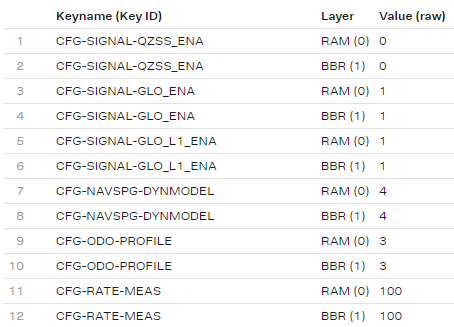 Keyname (Key ID) Layer Value (raw)
1 CFG-SIGNAL-QZSS_ENA RAM (0) 0
2 CFG-SIGNAL-QZSS_ENA BBR (1) 0
3 CFG-SIGNAL-GLO_ENA RAM (0) 1
4 CFG-SIGNAL-GLO_ENA BBR (1) 1
5 CFG-SIGNAL-GLO_L1_ENA RAM (0) 1
6 CFG-SIGNAL-GLO_L1_ENA BBR (1) 1
7 CFG-NAVSPG-DYNMODEL RAM (0) 4
8 CFG-NAVSPG-DYNMODEL BBR (1) 4
9 CFG-ODO-PROFILE RAM (0) 3
10 CFG-ODO-PROFILE BBR (1) 3
11 CFG-RATE-MEAS RAM (0) 100
12 CFG-RATE-MEAS BBR (1) 100